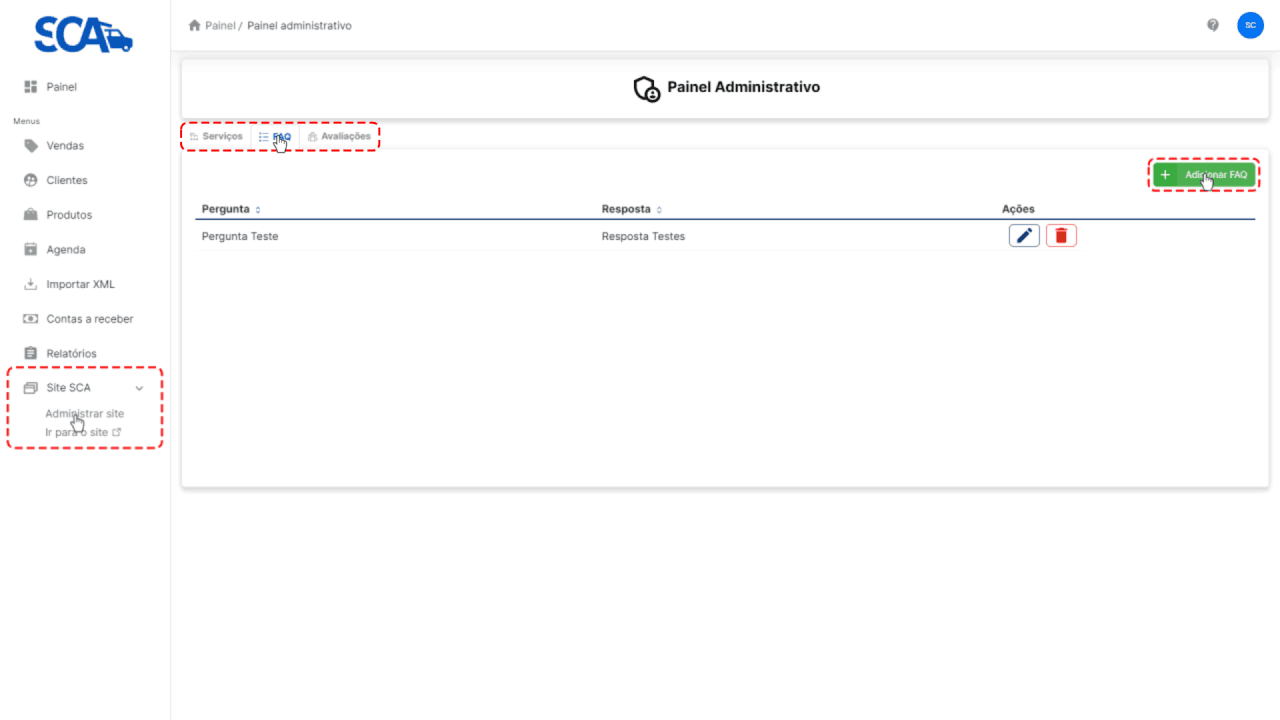 SCA
Painel / Painel administrativo
SC
Painel
Menus
Vendas
Clientes
Produtos
Agenda
Importar XML
Contas a receber
Relatórios
Site SCA
Administrar site
Ir para o site
Painel Administrativo
Serviços FAQ Avaliações
Adicionar FAQ
Pergunta Resposta Ações
Pergunta Teste Resposta Testes